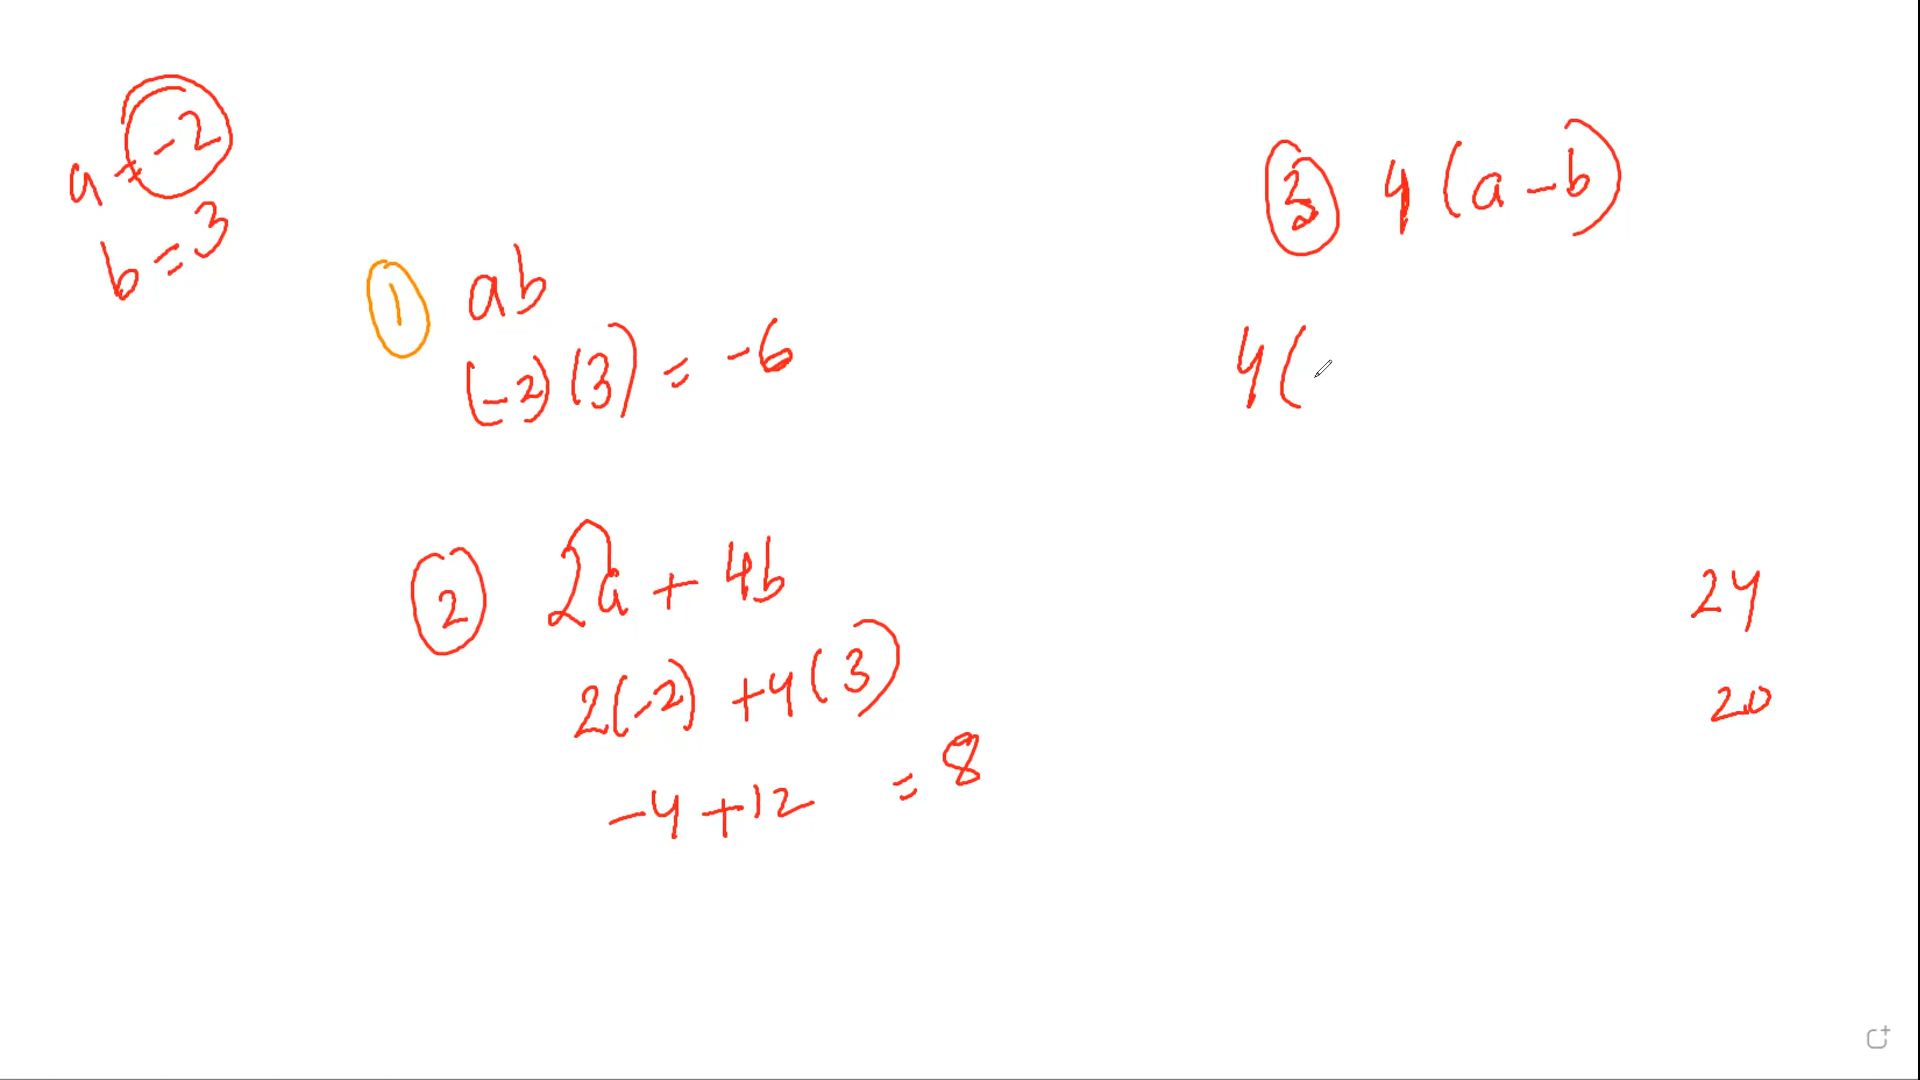 a = -2
b = 3
① ab
(-2)(3) = -6
② 2a + 4b
2(-2) + 4(3)
-4 + 12 = 8
③ 4(a - b)
4(
24
20